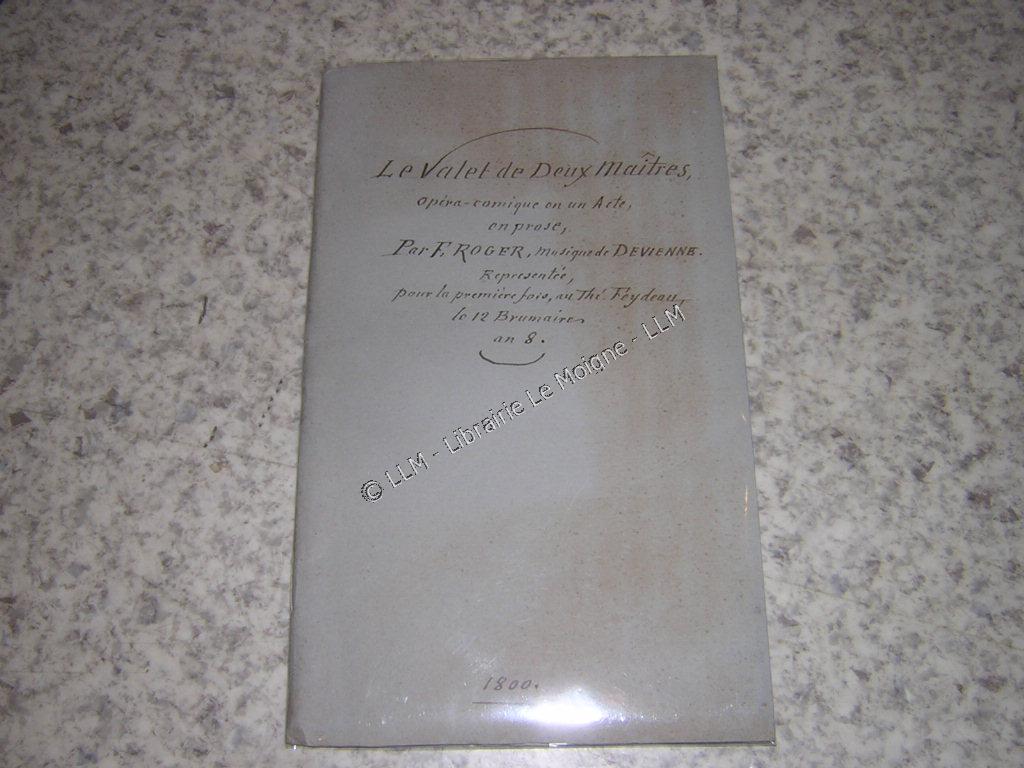 Le Valet de Deux Maîtres,
Opéra-comique en un Acte,
en prose,
Par F. ROGER, musique de DEVIENNE.
Representée,
pour la première fois, au Thé. Feydeau,
le 12 Brumaire
an 8.
© LLM - Librairie Le Moigne - LLM
1800.